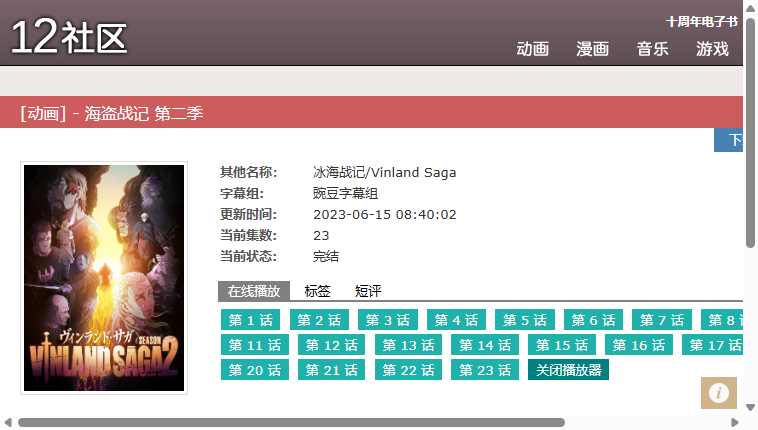 12社区
十周年电子书
动画 漫画 音乐 游戏
[动画] - 海盗战记 第二季
其他名称: 冰海战记/Vinland Saga
字幕组: 豌豆字幕组
更新时间: 2023-06-15 08:40:02
当前集数: 23
当前状态: 完结
ヴィンランド・サガ
SEASON
VINLAND SAGA 2
在线播放 标签 短评
第 1 话 第 2 话 第 3 话 第 4 话 第 5 话 第 6 话 第 7 话 第 8
第 11 话 第 12 话 第 13 话 第 14 话 第 15 话 第 16 话 第 17 话
第 20 话 第 21 话 第 22 话 第 23 话 关闭播放器